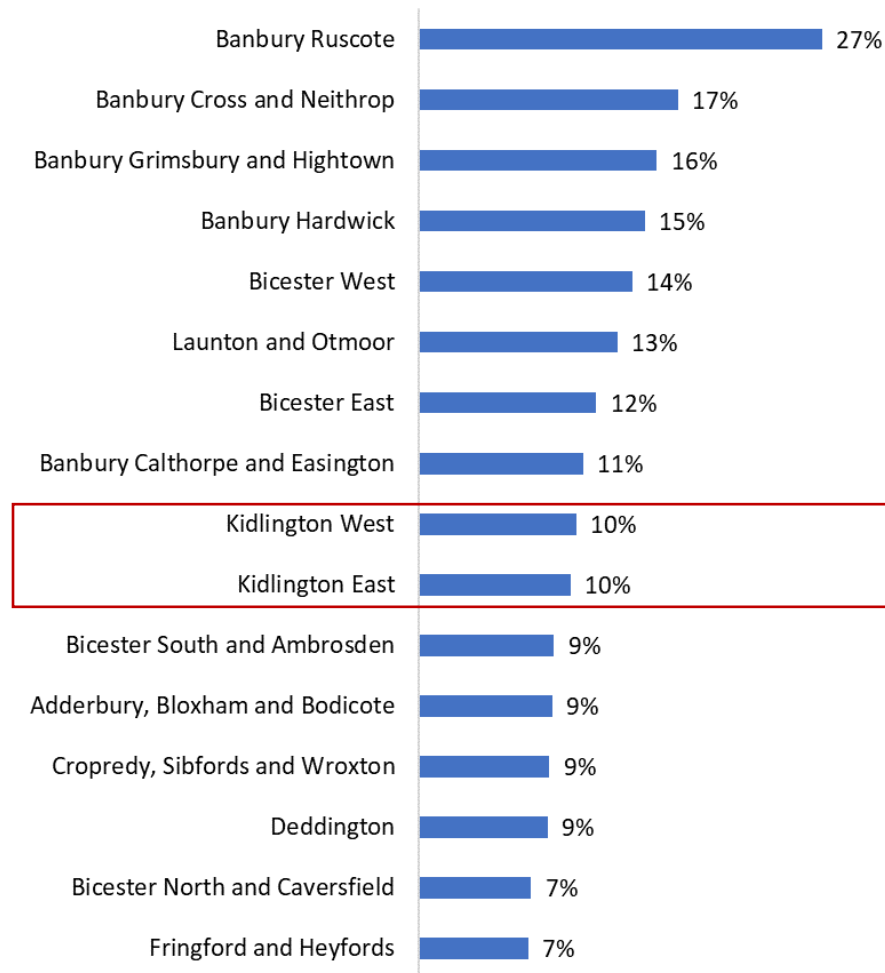 Banbury Ruscote 27%
Banbury Cross and Neithrop 17%
Banbury Grimsbury and Hightown 16%
Banbury Hardwick 15%
Bicester West 14%
Launton and Otmoor 13%
Bicester East 12%
Banbury Calthorpe and Easington 11%
Kidlington West 10%
Kidlington East 10%
Bicester South and Ambrosden 9%
Adderbury, Bloxham and Bodicote 9%
Cropredy, Sibfords and Wroxton 9%
Deddington 9%
Bicester North and Caversfield 7%
Fringford and Heyfords 7%